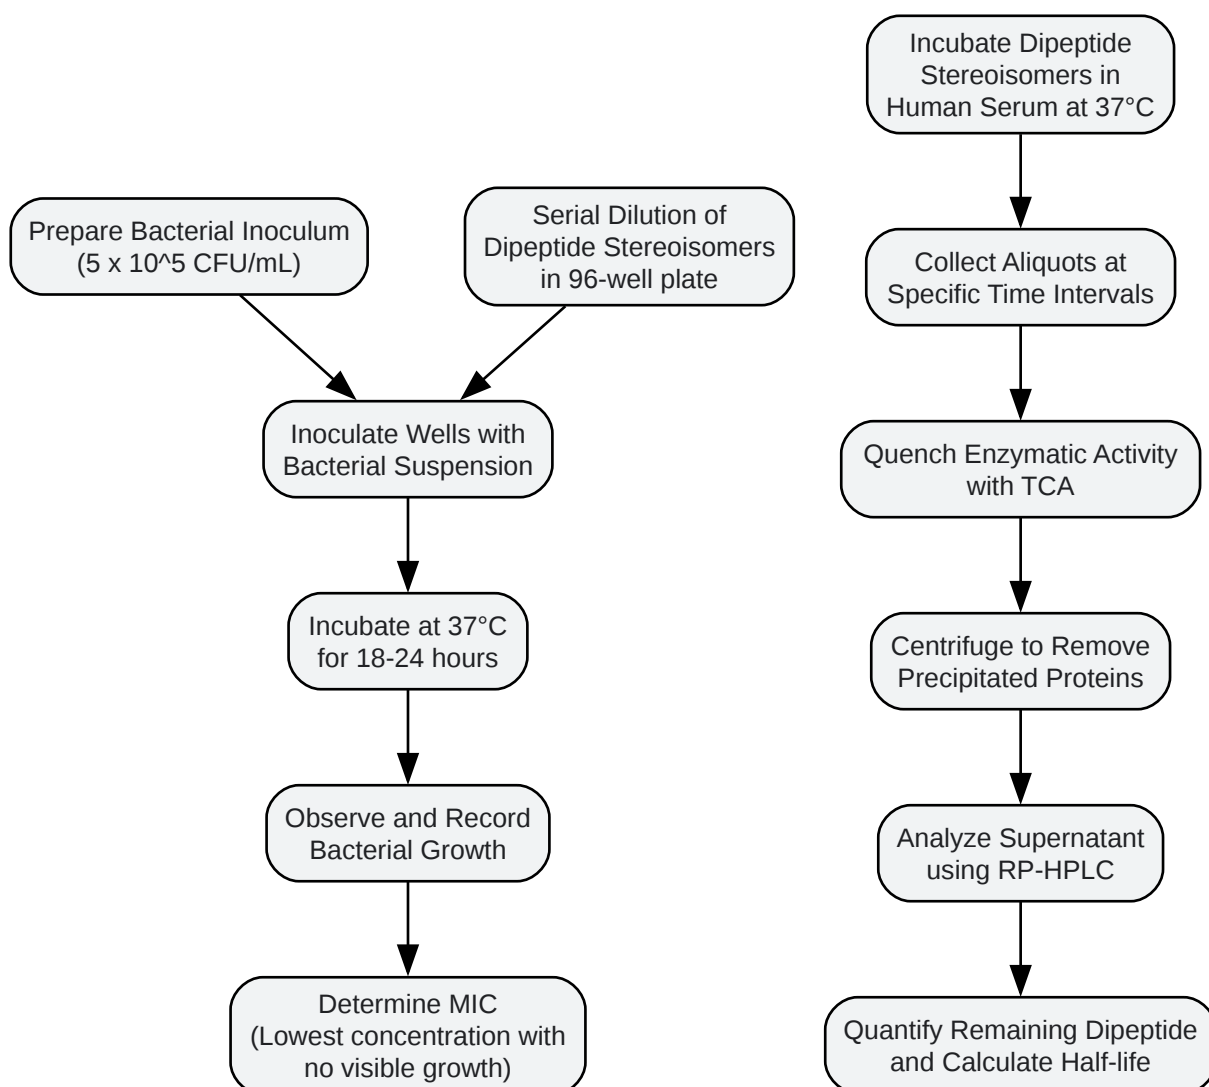 Prepare Bacterial Inoculum
(5 x 10^5 CFU/mL)
Serial Dilution of
Dipeptide Stereoisomers
in 96-well plate
Inoculate Wells with
Bacterial Suspension
Incubate at 37°C
for 18-24 hours
Observe and Record
Bacterial Growth
Determine MIC
(Lowest concentration with
no visible growth)
Incubate Dipeptide
Stereoisomers in
Human Serum at 37°C
Collect Aliquots at
Specific Time Intervals
Quench Enzymatic Activity
with TCA
Centrifuge to Remove
Precipitated Proteins
Analyze Supernatant
using RP-HPLC
Quantify Remaining Dipeptide
and Calculate Half-life